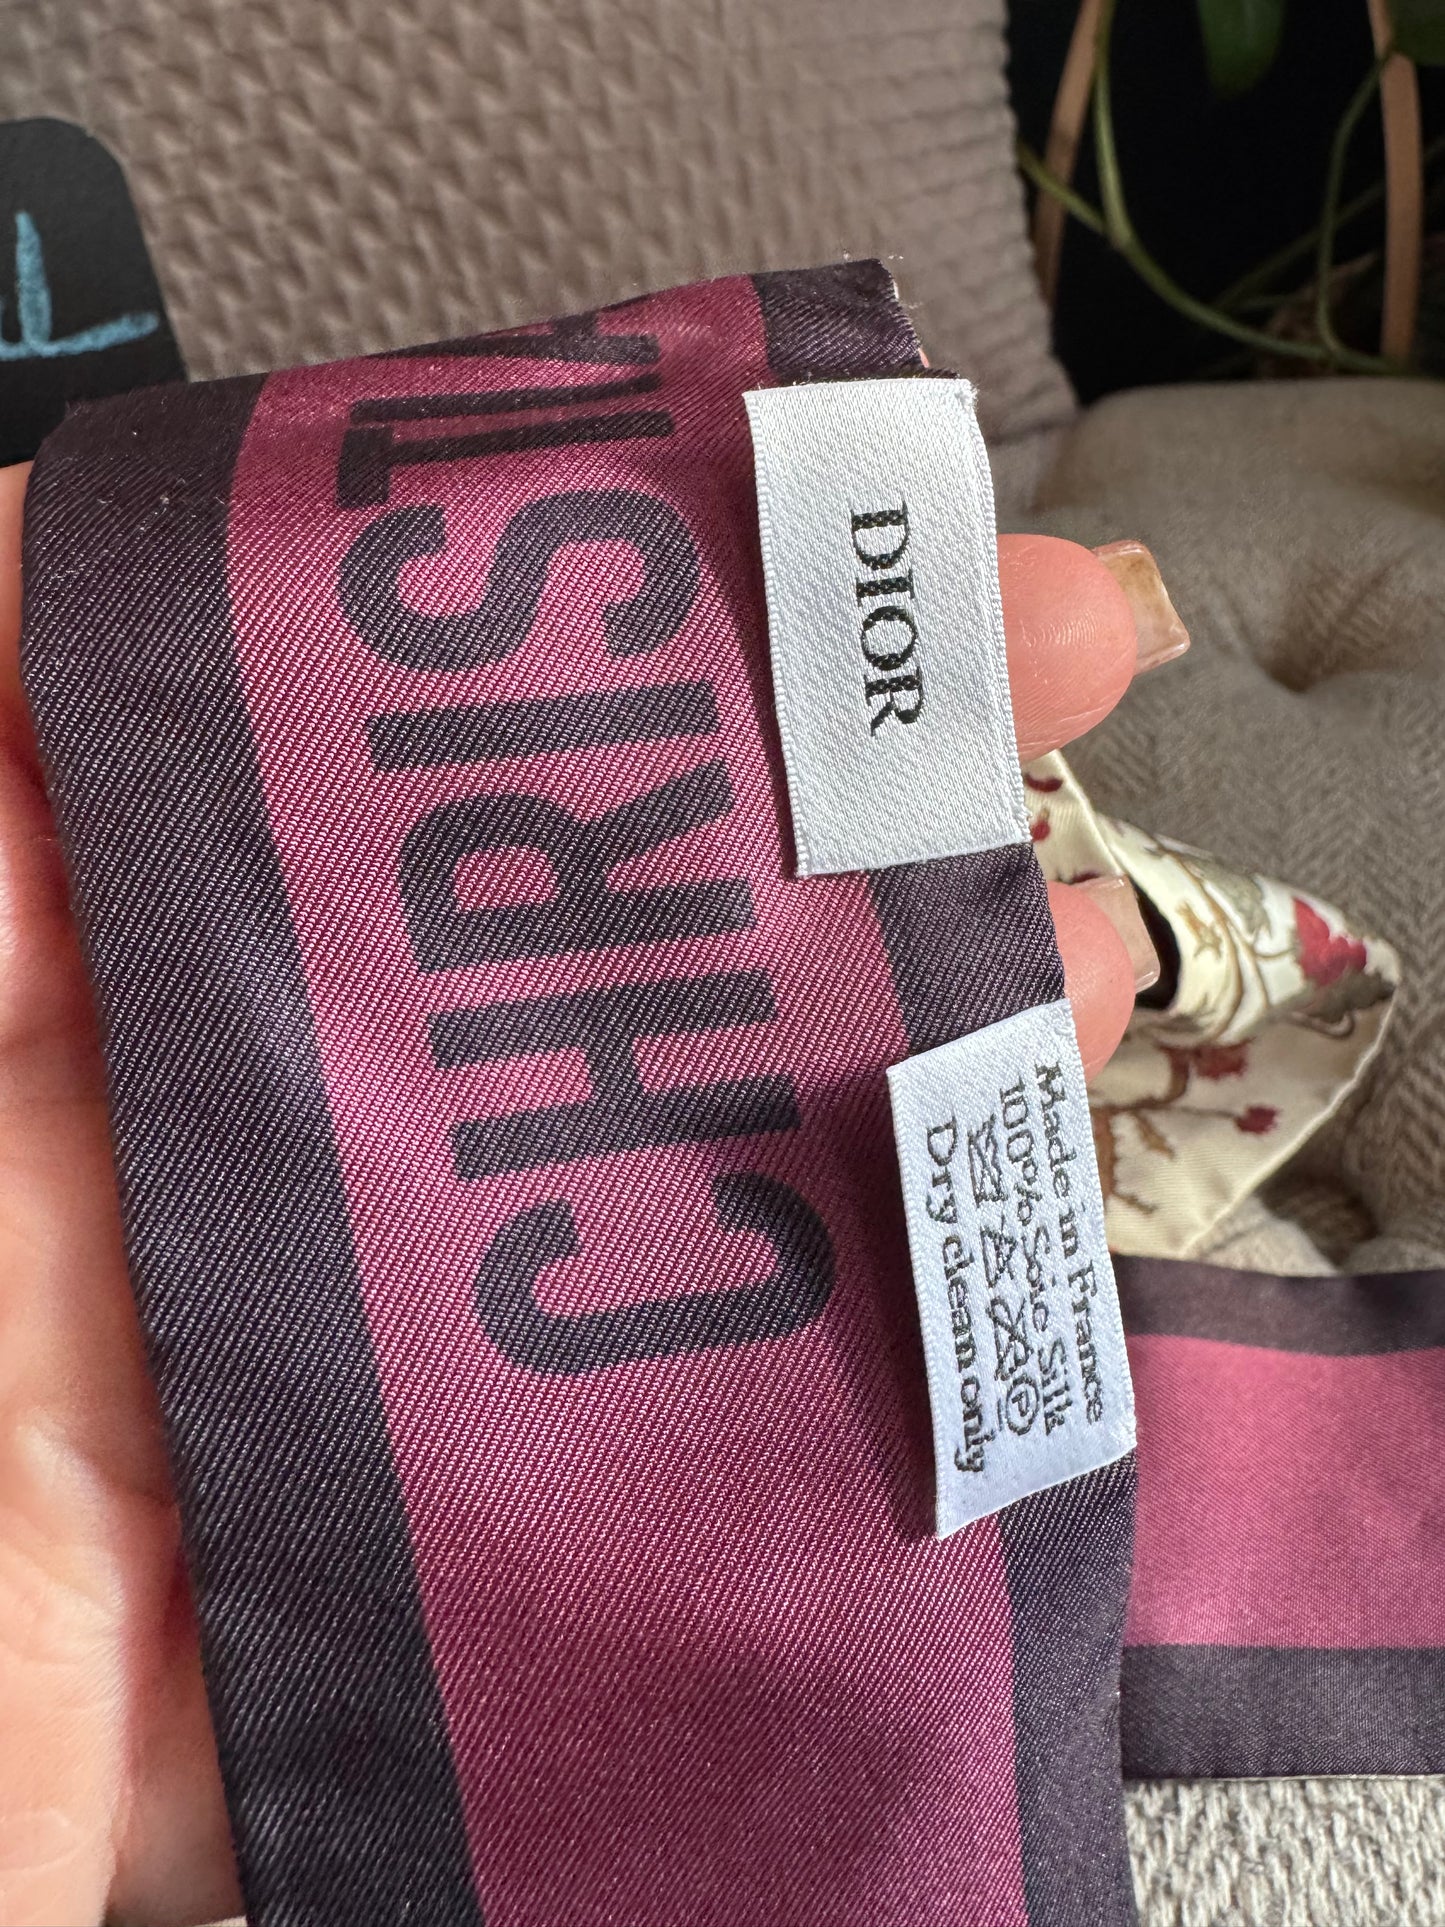 CHRISTIA
DIOR
Made in France
100% Soie Silk
P
Dry clean only